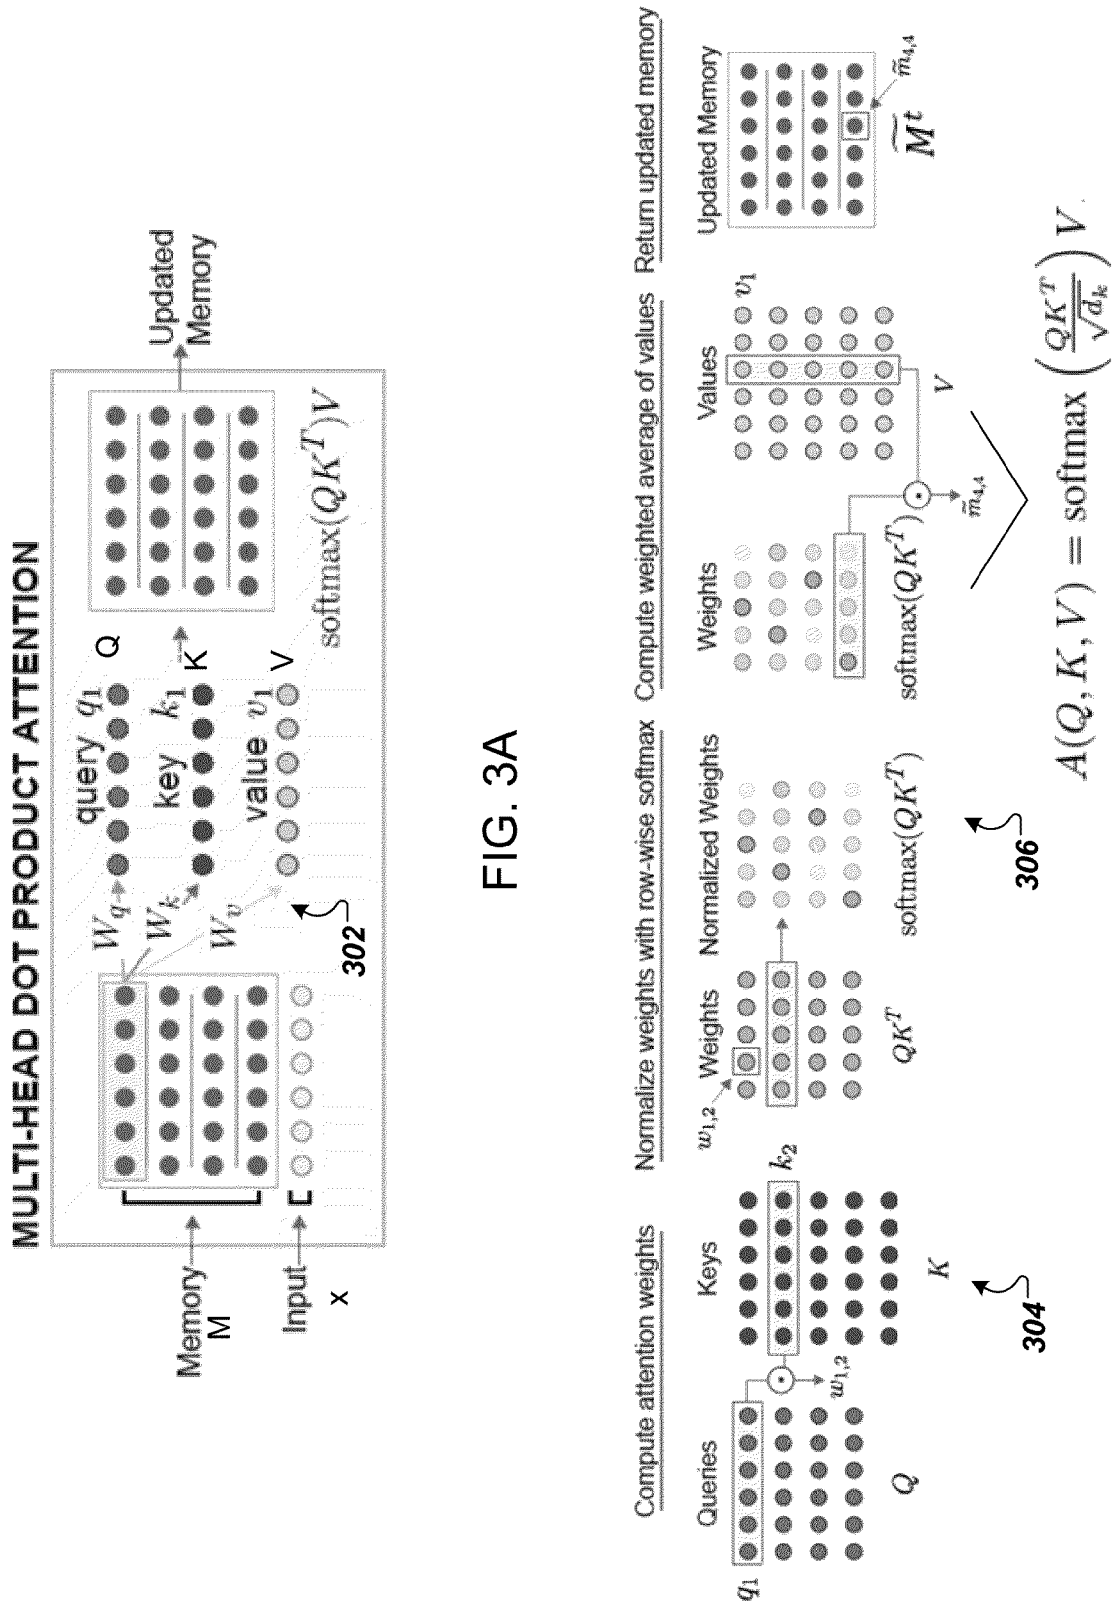 MULTI-HEAD DOT PRODUCT ATTENTION
Memory
M
Input
x
W_q
W_k
W_v
302
query q_1 Q
key k_1 K
value v_1 V
softmax(QK^T)V
Updated
Memory
FIG. 3A
Compute attention weights
Queries
q_1
Q
w_{1,2}
Keys
k_2
K
304
Normalize weights with row-wise softmax
Weights
w_{1,2}
QK^T
Normalized Weights
softmax(QK^T)
306
Compute weighted average of values
Weights
softmax(QK^T)
\widetilde{m}_{4,4}
Values
v_1
V
Return updated memory
Updated Memory
\widetilde{m}_{4,4}
\widetilde{M}^t
A(Q, K, V) = softmax (QK^T / √d_k) V.